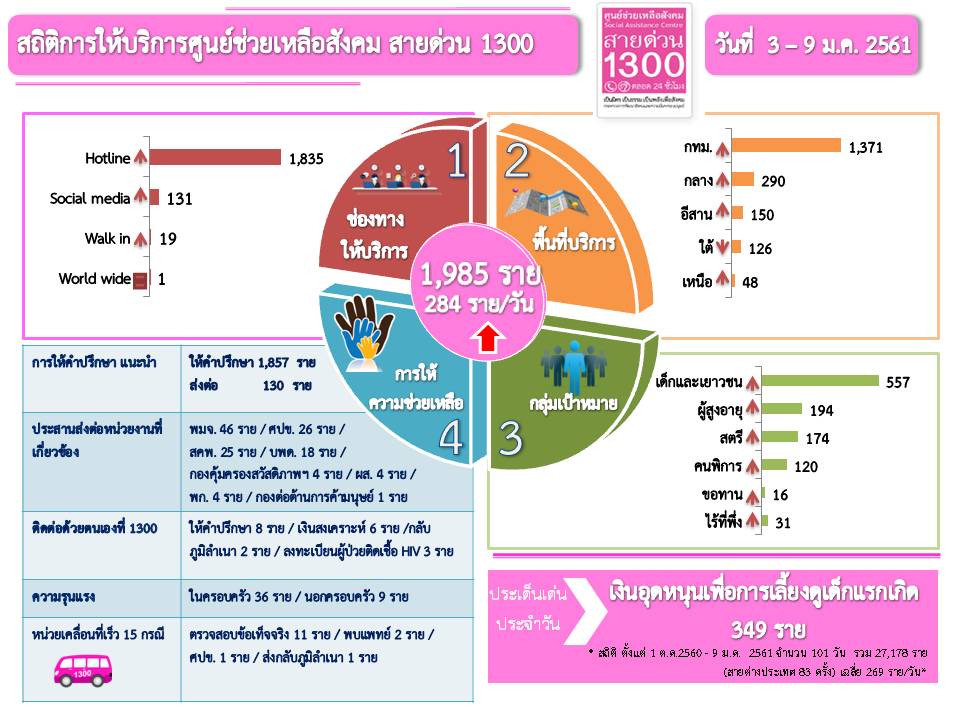 สถิติการให้บริการศูนย์ช่วยเหลือสังคม สายด่วน 1300
ศูนย์ช่วยเหลือสังคม
Social Assistance Centre
สายด่วน
1300
ตลอด 24 ชั่วโมง
วันที่ 3 – 9 ม.ค. 2561
Hotline 1,835
Social media 131
Walk in 19
World wide 1
1
ช่องทาง
ให้บริการ
2
พื้นที่บริการ
กทม. 1,371
กลาง 290
อีสาน 150
ใต้ 126
เหนือ 48
1,985 ราย
284 ราย/วัน
การให้
ความช่วยเหลือ
4
กลุ่มเป้าหมาย
3
เด็กและเยาวชน 557
ผู้สูงอายุ 194
สตรี 174
คนพิการ 120
ขอทาน 16
ไร้ที่พึ่ง 31
การให้คำปรึกษา แนะนำ
ให้คำปรึกษา 1,857 ราย
ส่งต่อ 130 ราย
ประสานส่งต่อหน่วยงานที่
เกี่ยวข้อง
พมจ. 46 ราย / ศปข. 26 ราย /
สคพ. 25 ราย / บพด. 18 ราย /
กองคุ้มครองสวัสดิภาพฯ 4 ราย / ผส. 4 ราย /
พก. 4 ราย / กองต่อต้านการค้ามนุษย์ 1 ราย
ติดต่อด้วยตนเองที่ 1300
ให้คำปรึกษา 8 ราย / เงินสงเคราะห์ 6 ราย /กลับ
ภูมิลำเนา 2 ราย / ลงทะเบียนผู้ป่วยติดเชื้อ HIV 3 ราย
ความรุนแรง
ในครอบครัว 36 ราย / นอกครอบครัว 9 ราย
หน่วยเคลื่อนที่เร็ว 15 กรณี
1300
ตรวจสอบข้อเท็จจริง 11 ราย / พบแพทย์ 2 ราย /
ศปข. 1 ราย / ส่งกลับภูมิลำเนา 1 ราย
ประเด็นเด่น
ประจำวัน
เงินอุดหนุนเพื่อการเลี้ยงดูเด็กแรกเกิด
349 ราย
* สถิติ ตั้งแต่ 1 ต.ค.2560 - 9 ม.ค. 2561 จำนวน 101 วัน รวม 27,178 ราย
(สายต่างประเทศ 83 ครั้ง) เฉลี่ย 269 ราย/วัน*